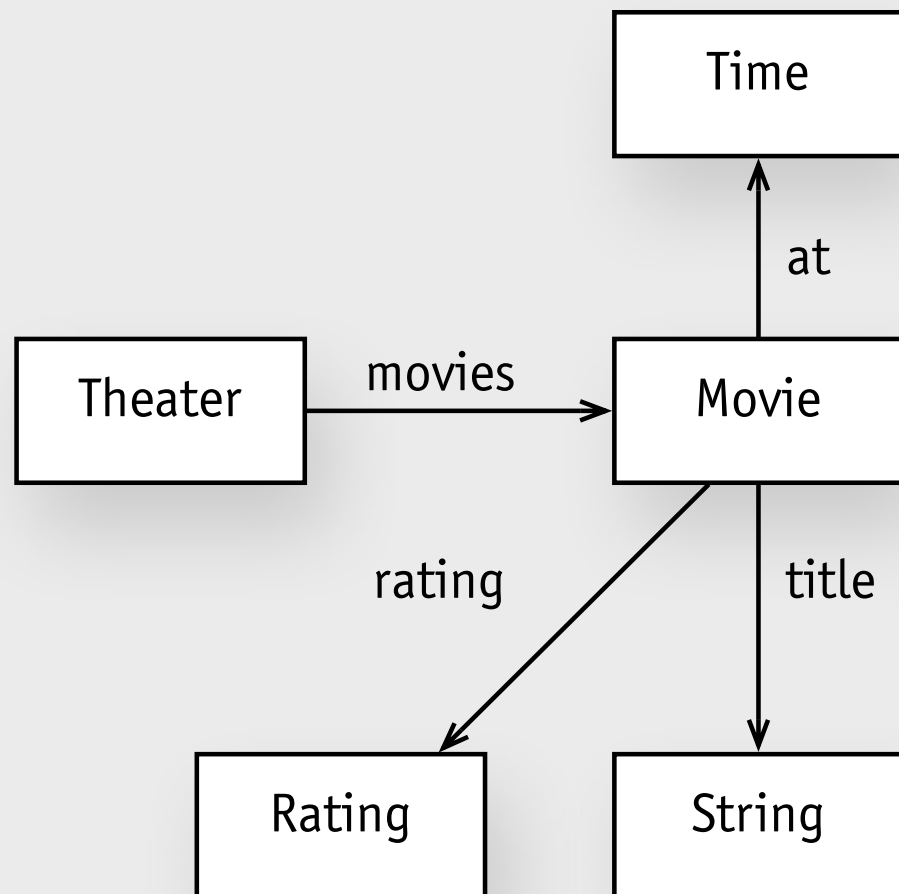 Time
at
movies
Theater
Movie
rating
title
Rating
String